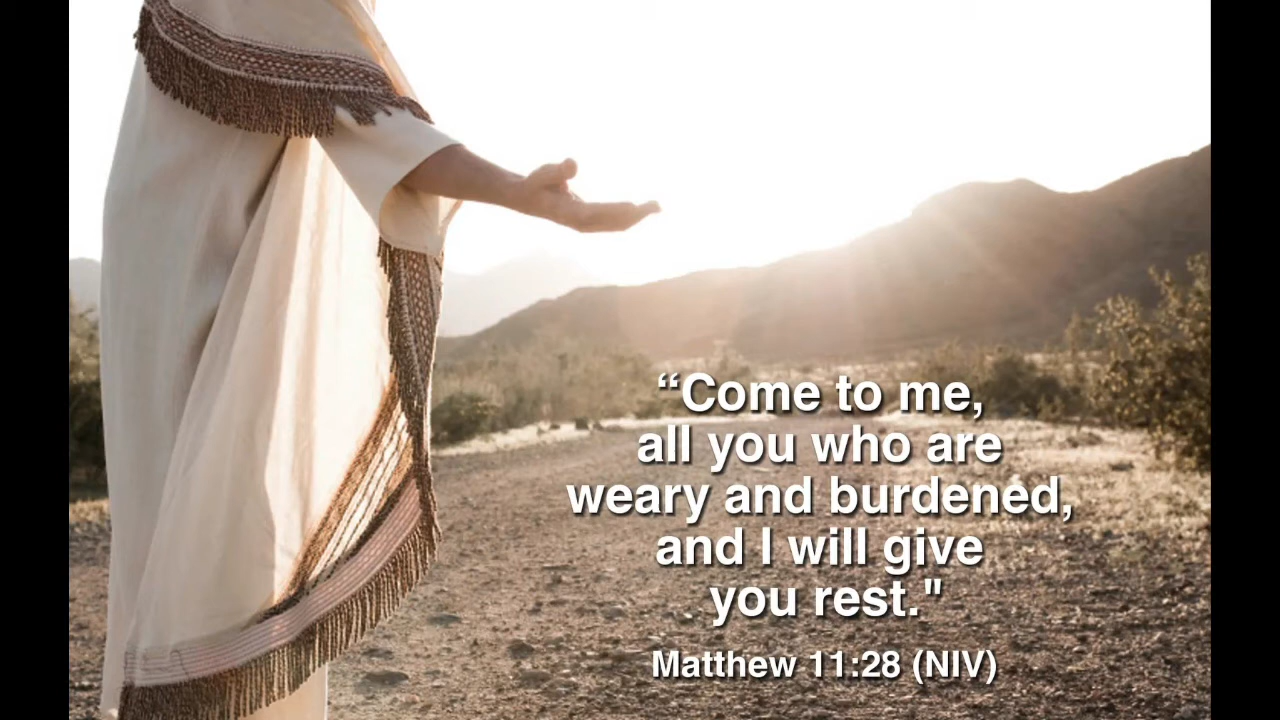 “Come to me,
all you who are
weary and burdened,
and I will give
you rest."
Matthew 11:28 (NIV)